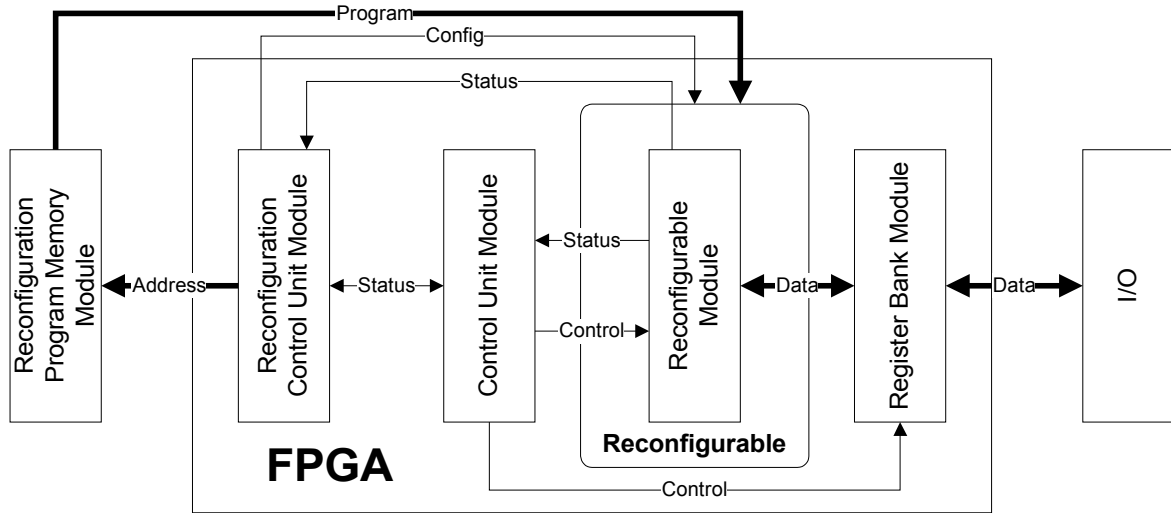 Program
Config
Status
Reconfiguration
Program Memory
Module
Address
Reconfiguration
Control Unit Module
Status
Control Unit Module
Status
Control
Reconfigurable
Module
Data
Register Bank Module
Data
I/O
Reconfigurable
FPGA
Control